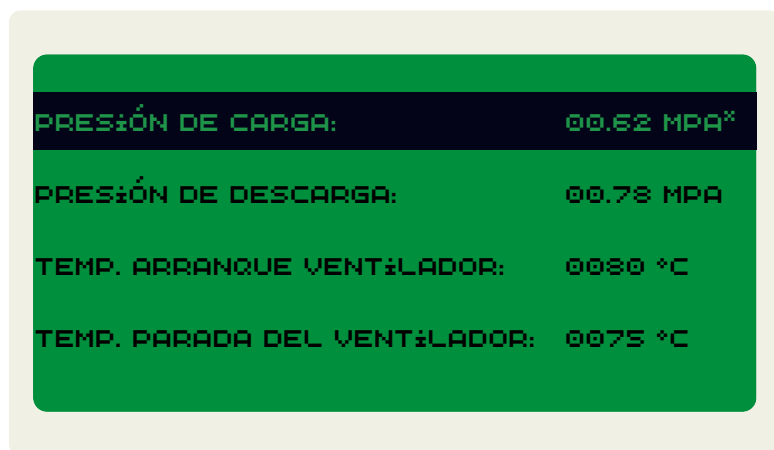 PRESiÓN DE CARGA: 00.62 MPA*
PRESiÓN DE DESCARGA: 00.78 MPA
TEMP. ARRANQUE VENTiLADOR: 0080 °C
TEMP. PARADA DEL VENTiLADOR: 0075 °C